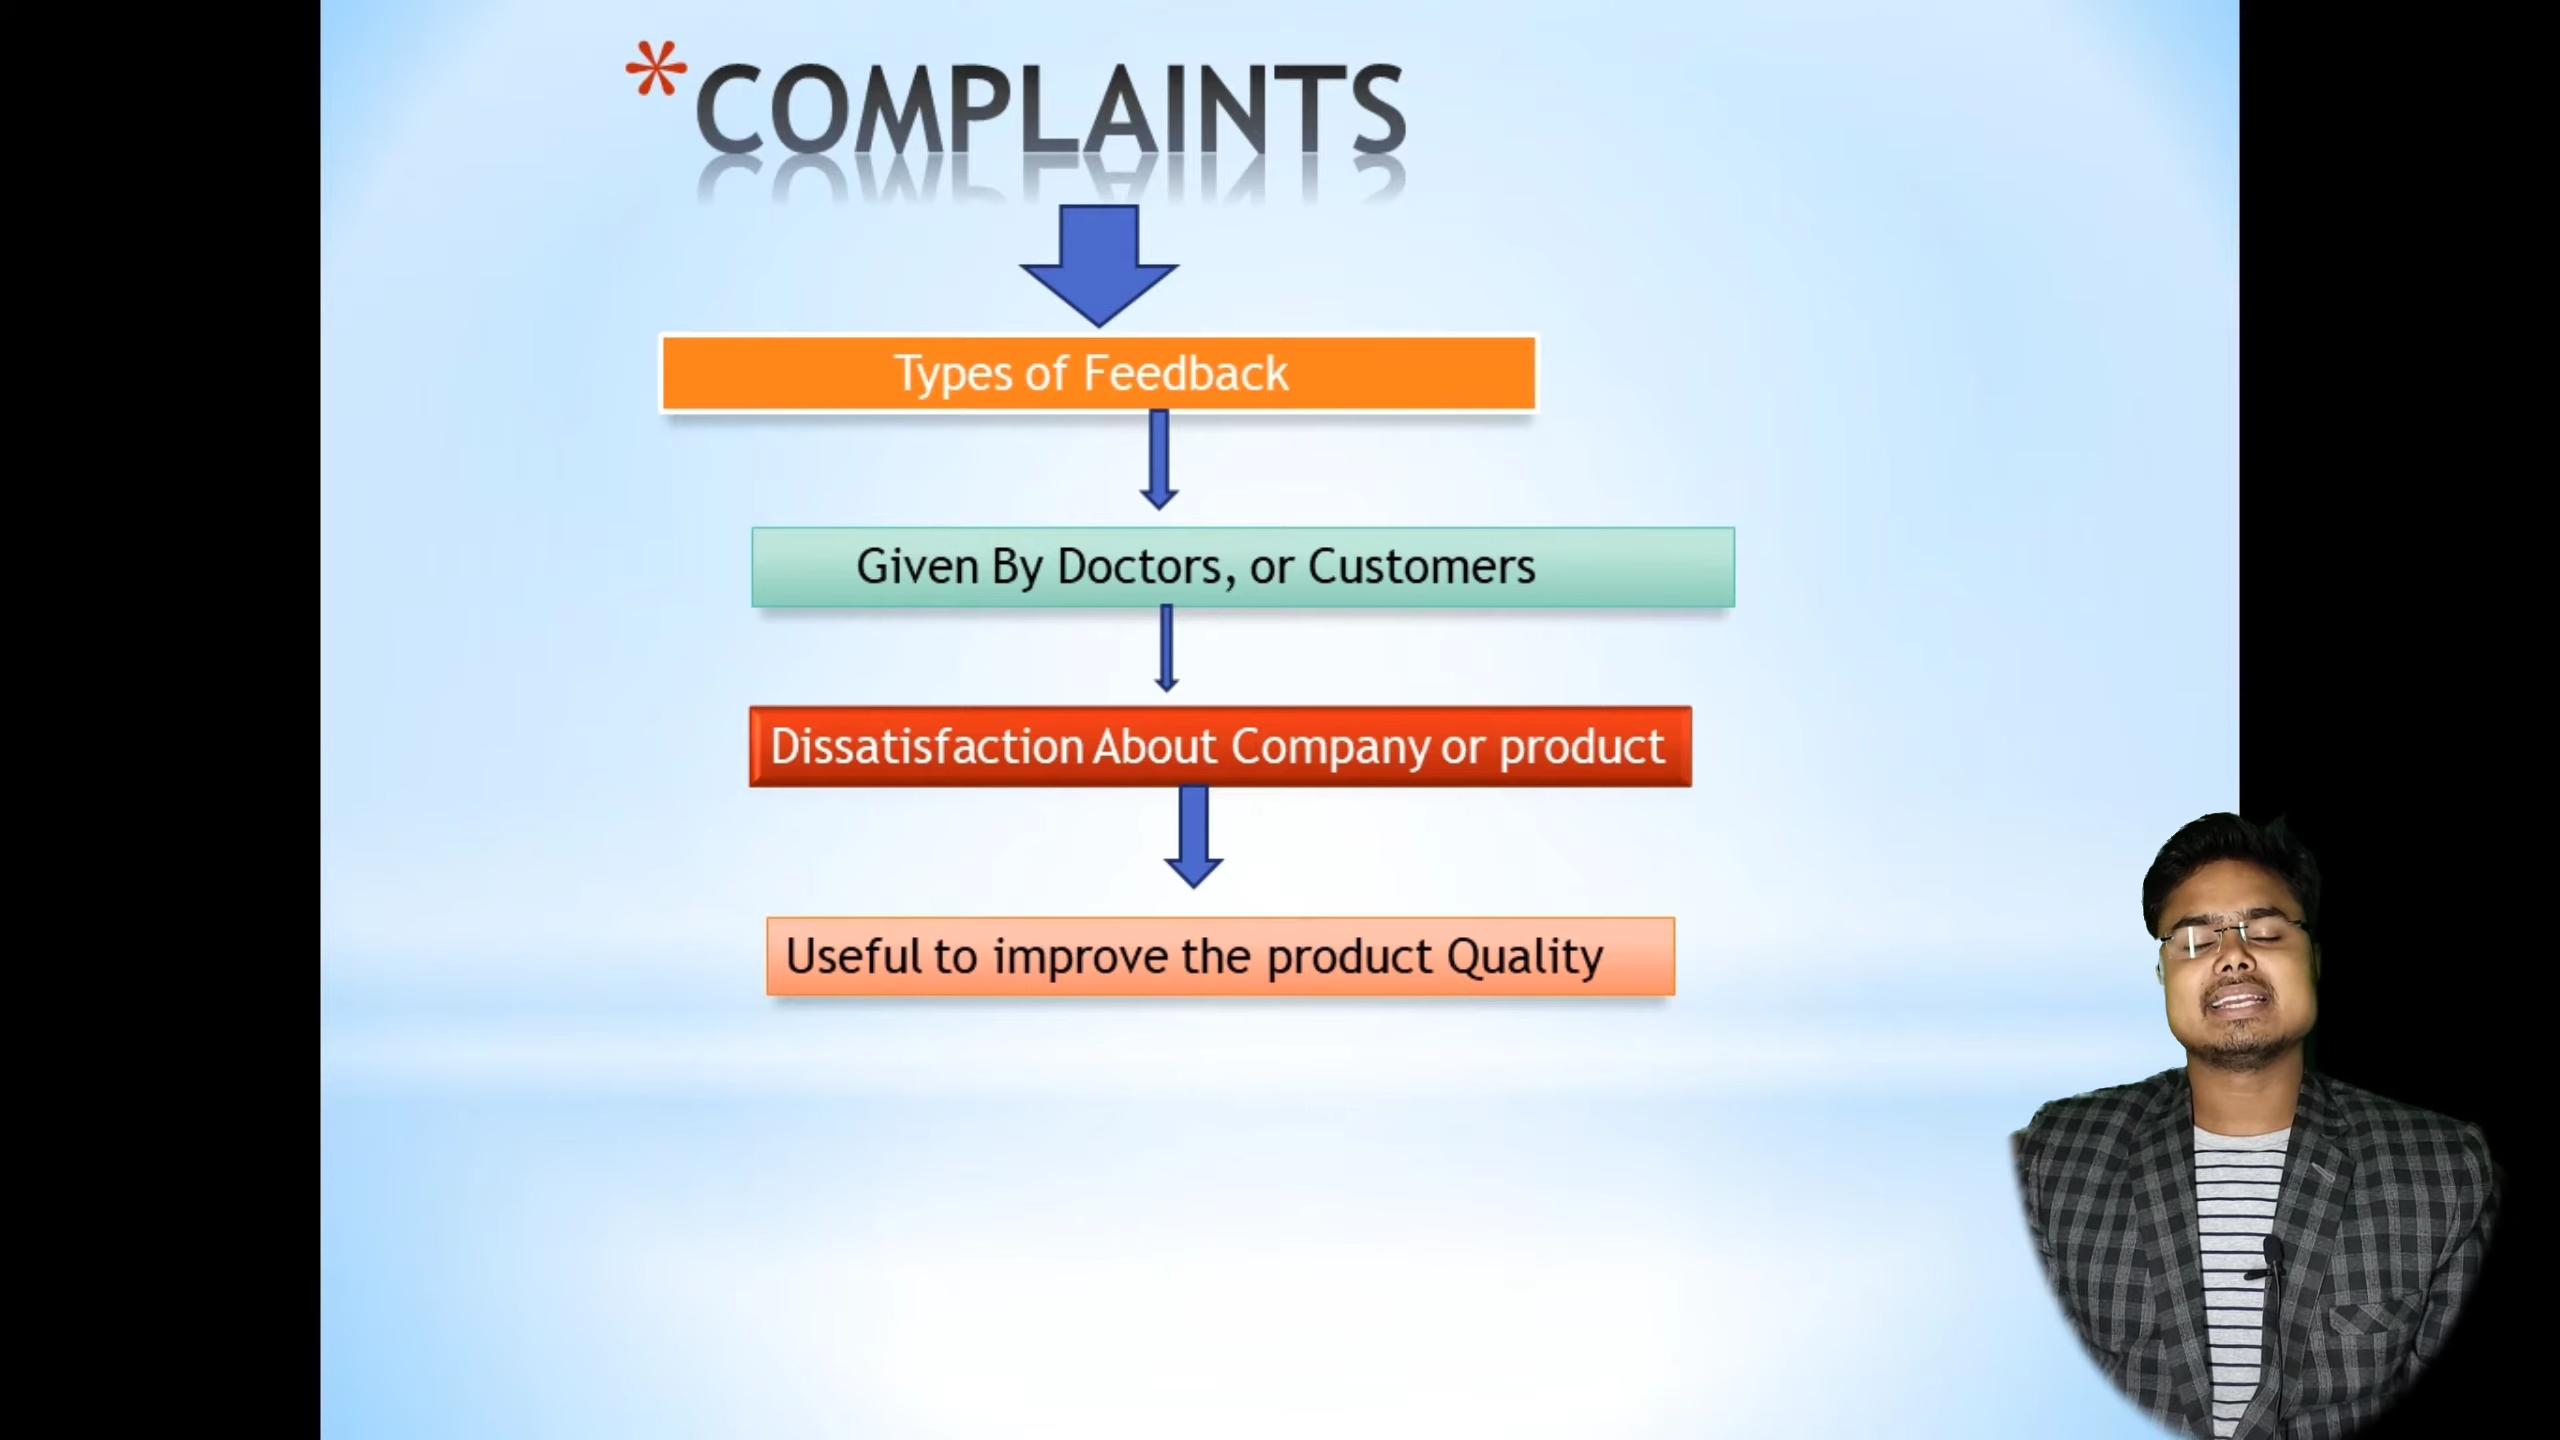 *COMPLAINTS
Types of Feedback
Given By Doctors, or Customers
Dissatisfaction About Company or product
Useful to improve the product Quality